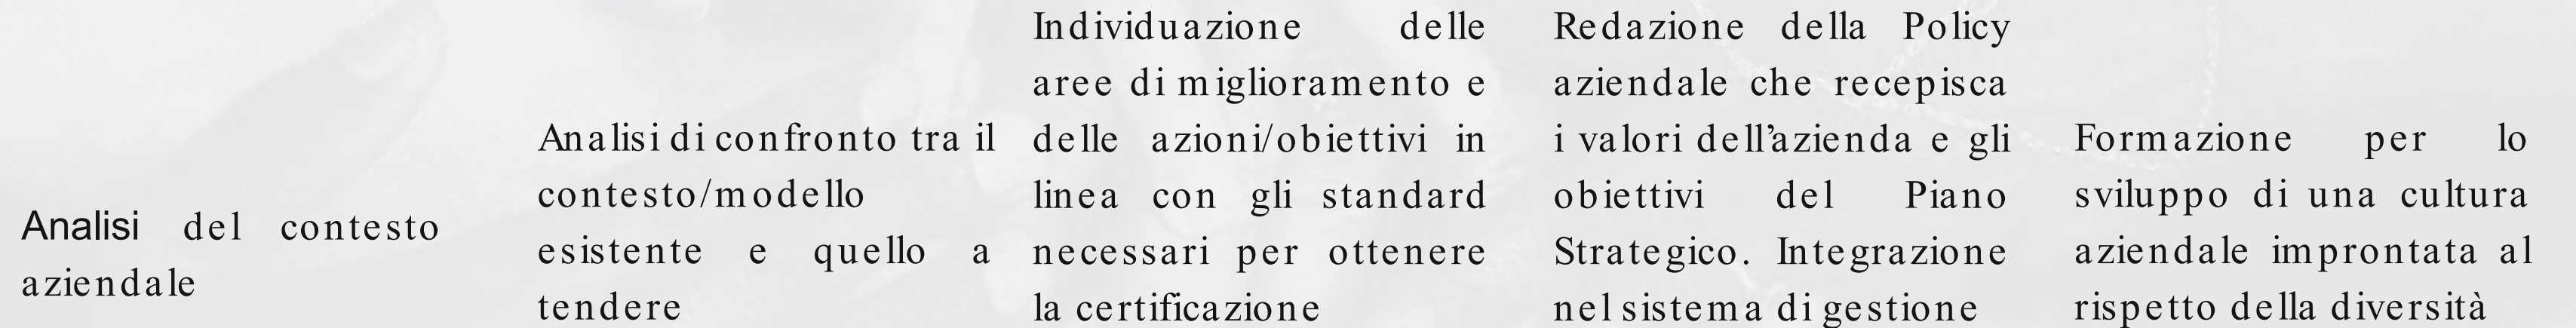 Analisi del contesto
aziendale
Analisi di confronto tra il
contesto/modello
esistente e quello a
tendere
Individuazione delle
aree di miglioramento e
delle azioni/obiettivi in
linea con gli standard
necessari per ottenere
la certificazione
Redazione della Policy
aziendale che recepisca
i valori dell’azienda e gli
obiettivi del Piano
Strategico. Integrazione
nel sistema di gestione
Formazione per lo
sviluppo di una cultura
aziendale improntata al
rispetto della diversità